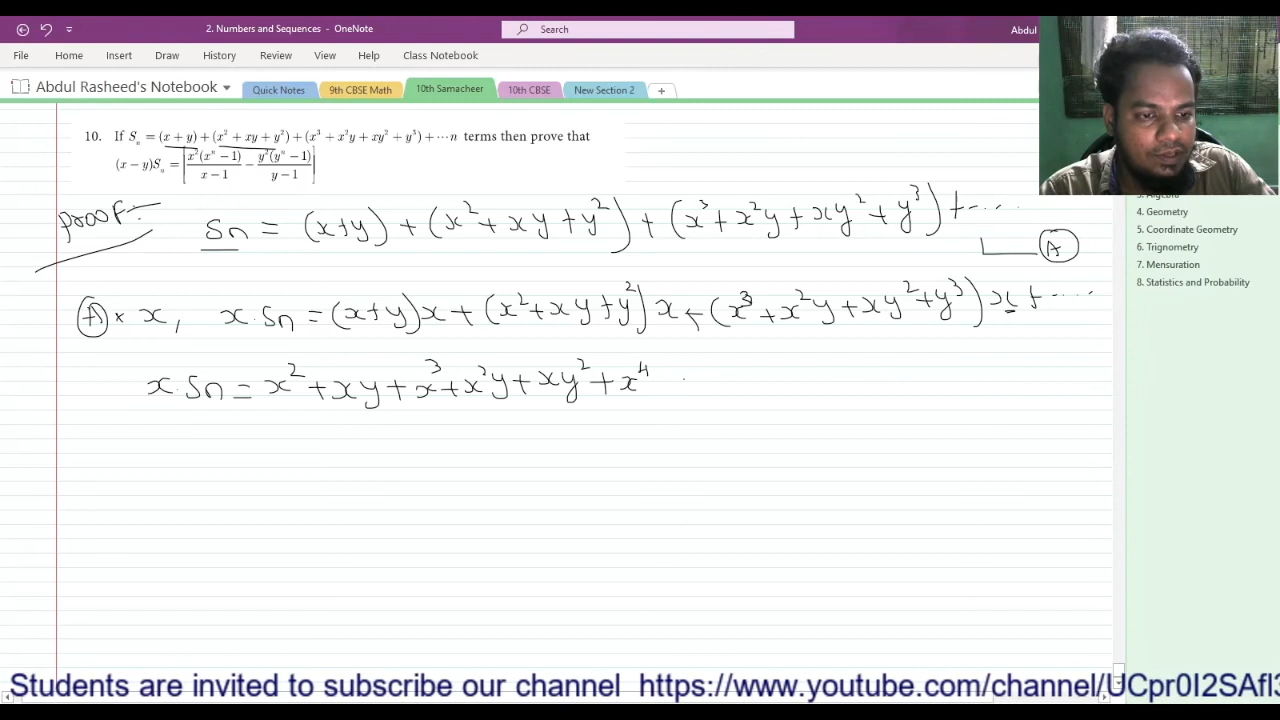 2. Numbers and Sequences - OneNote
Search
Abdul
File Home Insert Draw History Review View Help Class Notebook
Abdul Rasheed's Notebook
Quick Notes 9th CBSE Math 10th Samacheer 10th CBSE New Section 2 +
10. If Sₙ = (x + y) + (x² + xy + y²) + (x³ + x²y + xy² + y³) + ⋯ n terms then prove that
(x − y)Sₙ = [x²(xⁿ − 1)/(x − 1) − y²(yⁿ − 1)/(y − 1)]
proof:-
Sn = (x+y) + (x² + xy + y²) + (x³ + x²y + xy² + y³) + ....
A
A × x, x·Sn = (x+y)x + (x² + xy + y²)x + (x³ + x²y + xy² + y³)x + ....
x·Sn = x² + xy + x³ + x²y + xy² + x⁴
4. Geometry
5. Coordinate Geometry
6. Trignometry
7. Mensuration
8. Statistics and Probability
Students are invited to subscribe our channel https://www.youtube.com/channel/UCpr0I2SAfl3